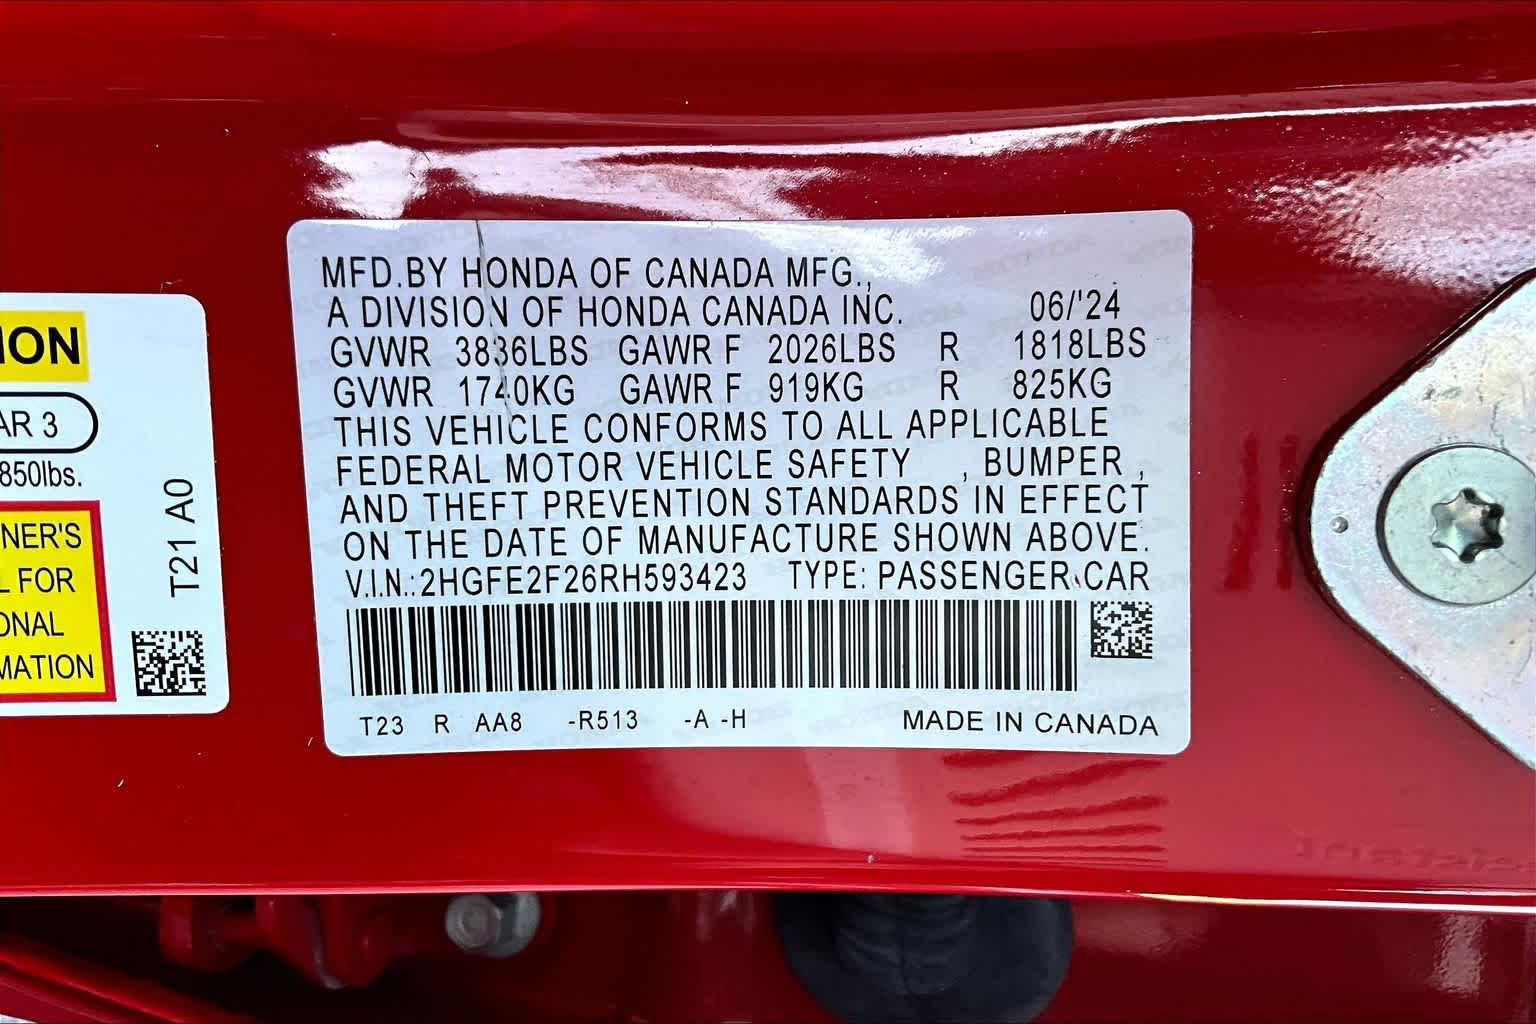 ION
AR 3
850lbs.
NER'S
L FOR
ONAL
MATION
T21 A0
MFD.BY HONDA OF CANADA MFG.,
A DIVISION OF HONDA CANADA INC. 06/'24
GVWR 3836LBS GAWR F 2026LBS R 1818LBS
GVWR 1740KG GAWR F 919KG R 825KG
THIS VEHICLE CONFORMS TO ALL APPLICABLE
FEDERAL MOTOR VEHICLE SAFETY , BUMPER ,
AND THEFT PREVENTION STANDARDS IN EFFECT
ON THE DATE OF MANUFACTURE SHOWN ABOVE.
V.I.N.:2HGFE2F26RH593423 TYPE: PASSENGER CAR
T23 R AA8 -R513 -A -H MADE IN CANADA